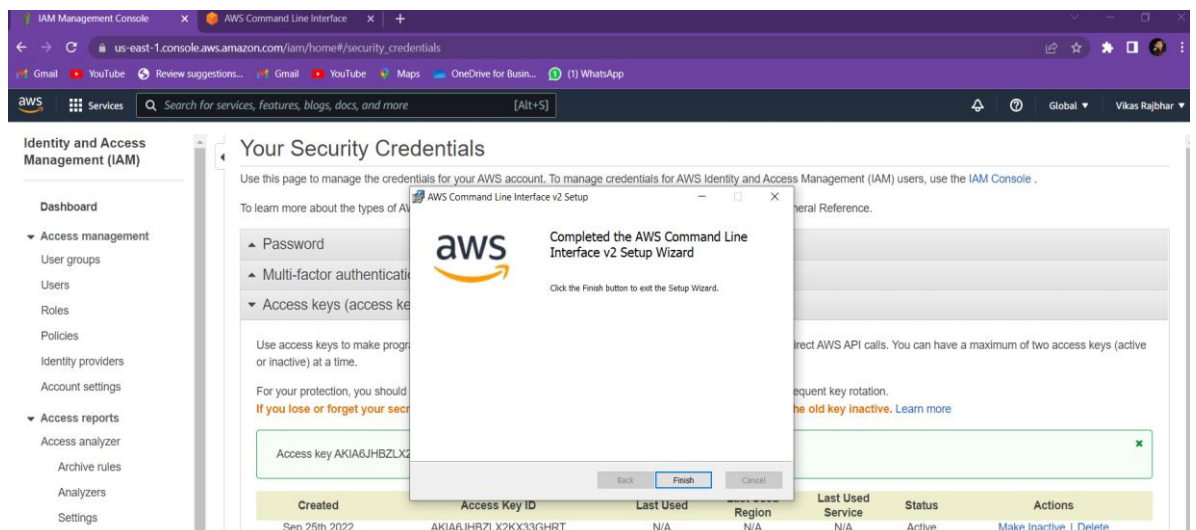 IAM Management Console
AWS Command Line Interface
us-east-1.console.aws.amazon.com/iam/home#/security_credentials
Gmail YouTube Review suggestions... Gmail YouTube Maps OneDrive for Busin... (1) WhatsApp
aws Services Search for services, features, blogs, docs, and more [Alt+S] Global Vikas Rajbhar
Identity and Access
Management (IAM)
Dashboard
Access management
User groups
Users
Roles
Policies
Identity providers
Account settings
Access reports
Access analyzer
Archive rules
Analyzers
Settings
Your Security Credentials
Use this page to manage the credentials for your AWS account. To manage credentials for AWS Identity and Access Management (IAM) users, use the IAM Console .
To learn more about the types of AW
neral Reference.
Password
Multi-factor authenticati
Access keys (access ke
Use access keys to make progr
irect AWS API calls. You can have a maximum of two access keys (active
or inactive) at a time.
For your protection, you should
equent key rotation.
If you lose or forget your secr
he old key inactive. Learn more
Access key AKIA6JHBZLX2
AWS Command Line Interface v2 Setup
aws
Completed the AWS Command Line
Interface v2 Setup Wizard
Click the Finish button to exit the Setup Wizard.
Back Finish Cancel
Created Access Key ID Last Used Region Last Used Service Status Actions
Sep 25th 2022 AKIA6JHBZLX2KX33GHRT N/A N/A N/A Active Make Inactive | Delete